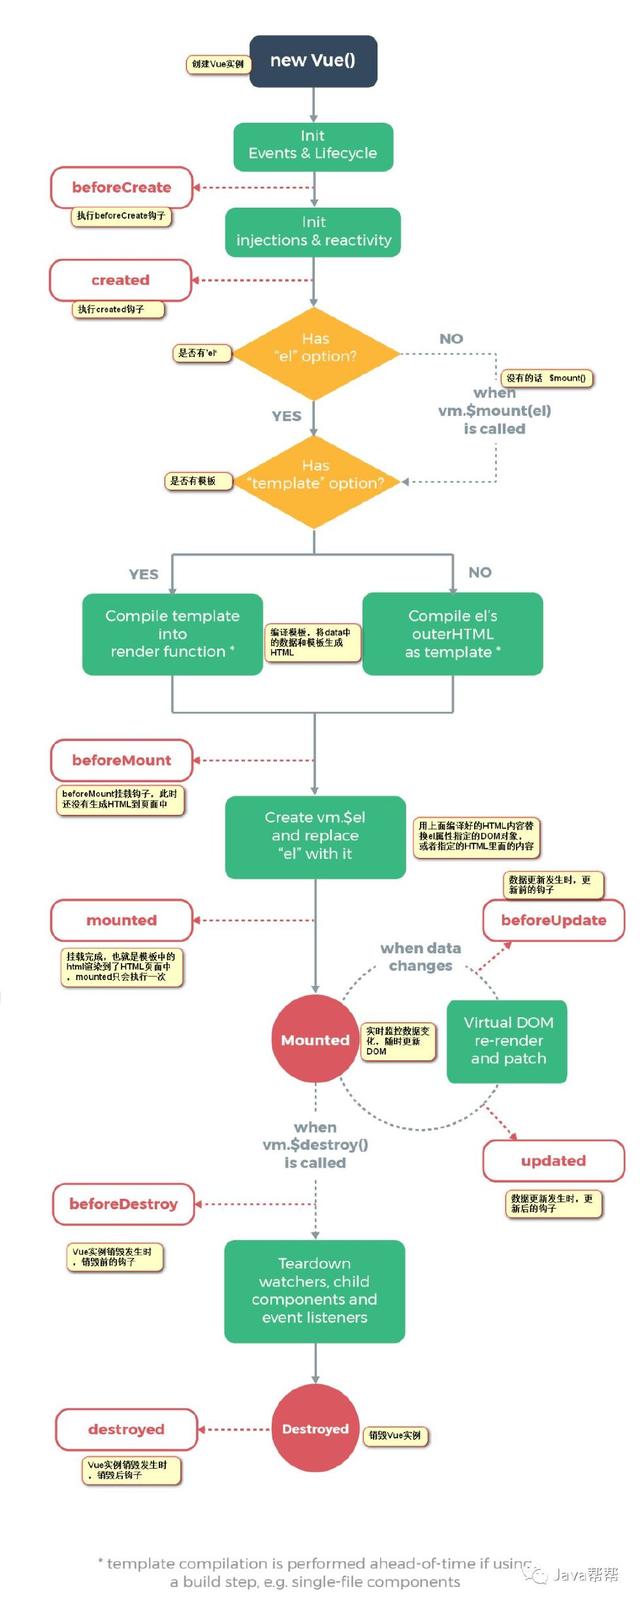 new Vue()
创建Vue实例
Init
Events & Lifecycle
beforeCreate
执行beforeCreate钩子
Init
injections & reactivity
created
执行created钩子
Has
“el” option?
是否有"el"
NO
没有的话 $mount()
when
vm.$mount(el)
is called
YES
Has
“template” option?
是否有模板
YES
NO
Compile template
into
render function *
编译模板，将data中
的数据和模板生成
HTML
Compile el’s
outerHTML
as template *
beforeMount
beforeMount挂载钩子，此时
还没有生成HTML到页面中
Create vm.$el
and replace
“el” with it
用上面编译好的HTML内容替
换el属性指定的DOM对象，
或者指定的HTML里面的内容
mounted
挂载完成，也就是模板中的
html渲染到了HTML页面中
，mounted只会执行一次
数据更新发生时，更
新前的钩子
beforeUpdate
when data
changes
Mounted
实时监控数据变
化，随时更新
DOM
Virtual DOM
re-render
and patch
updated
数据更新发生时，更
新后的钩子
when
vm.$destroy()
is called
beforeDestroy
Vue实例销毁发生时
，销毁前的钩子
Teardown
watchers, child
components and
event listeners
destroyed
Vue实例销毁发生时
，销毁后钩子
Destroyed
销毁Vue实例
* template compilation is performed ahead-of-time if using
a build step, e.g. single-file components
Java帮帮